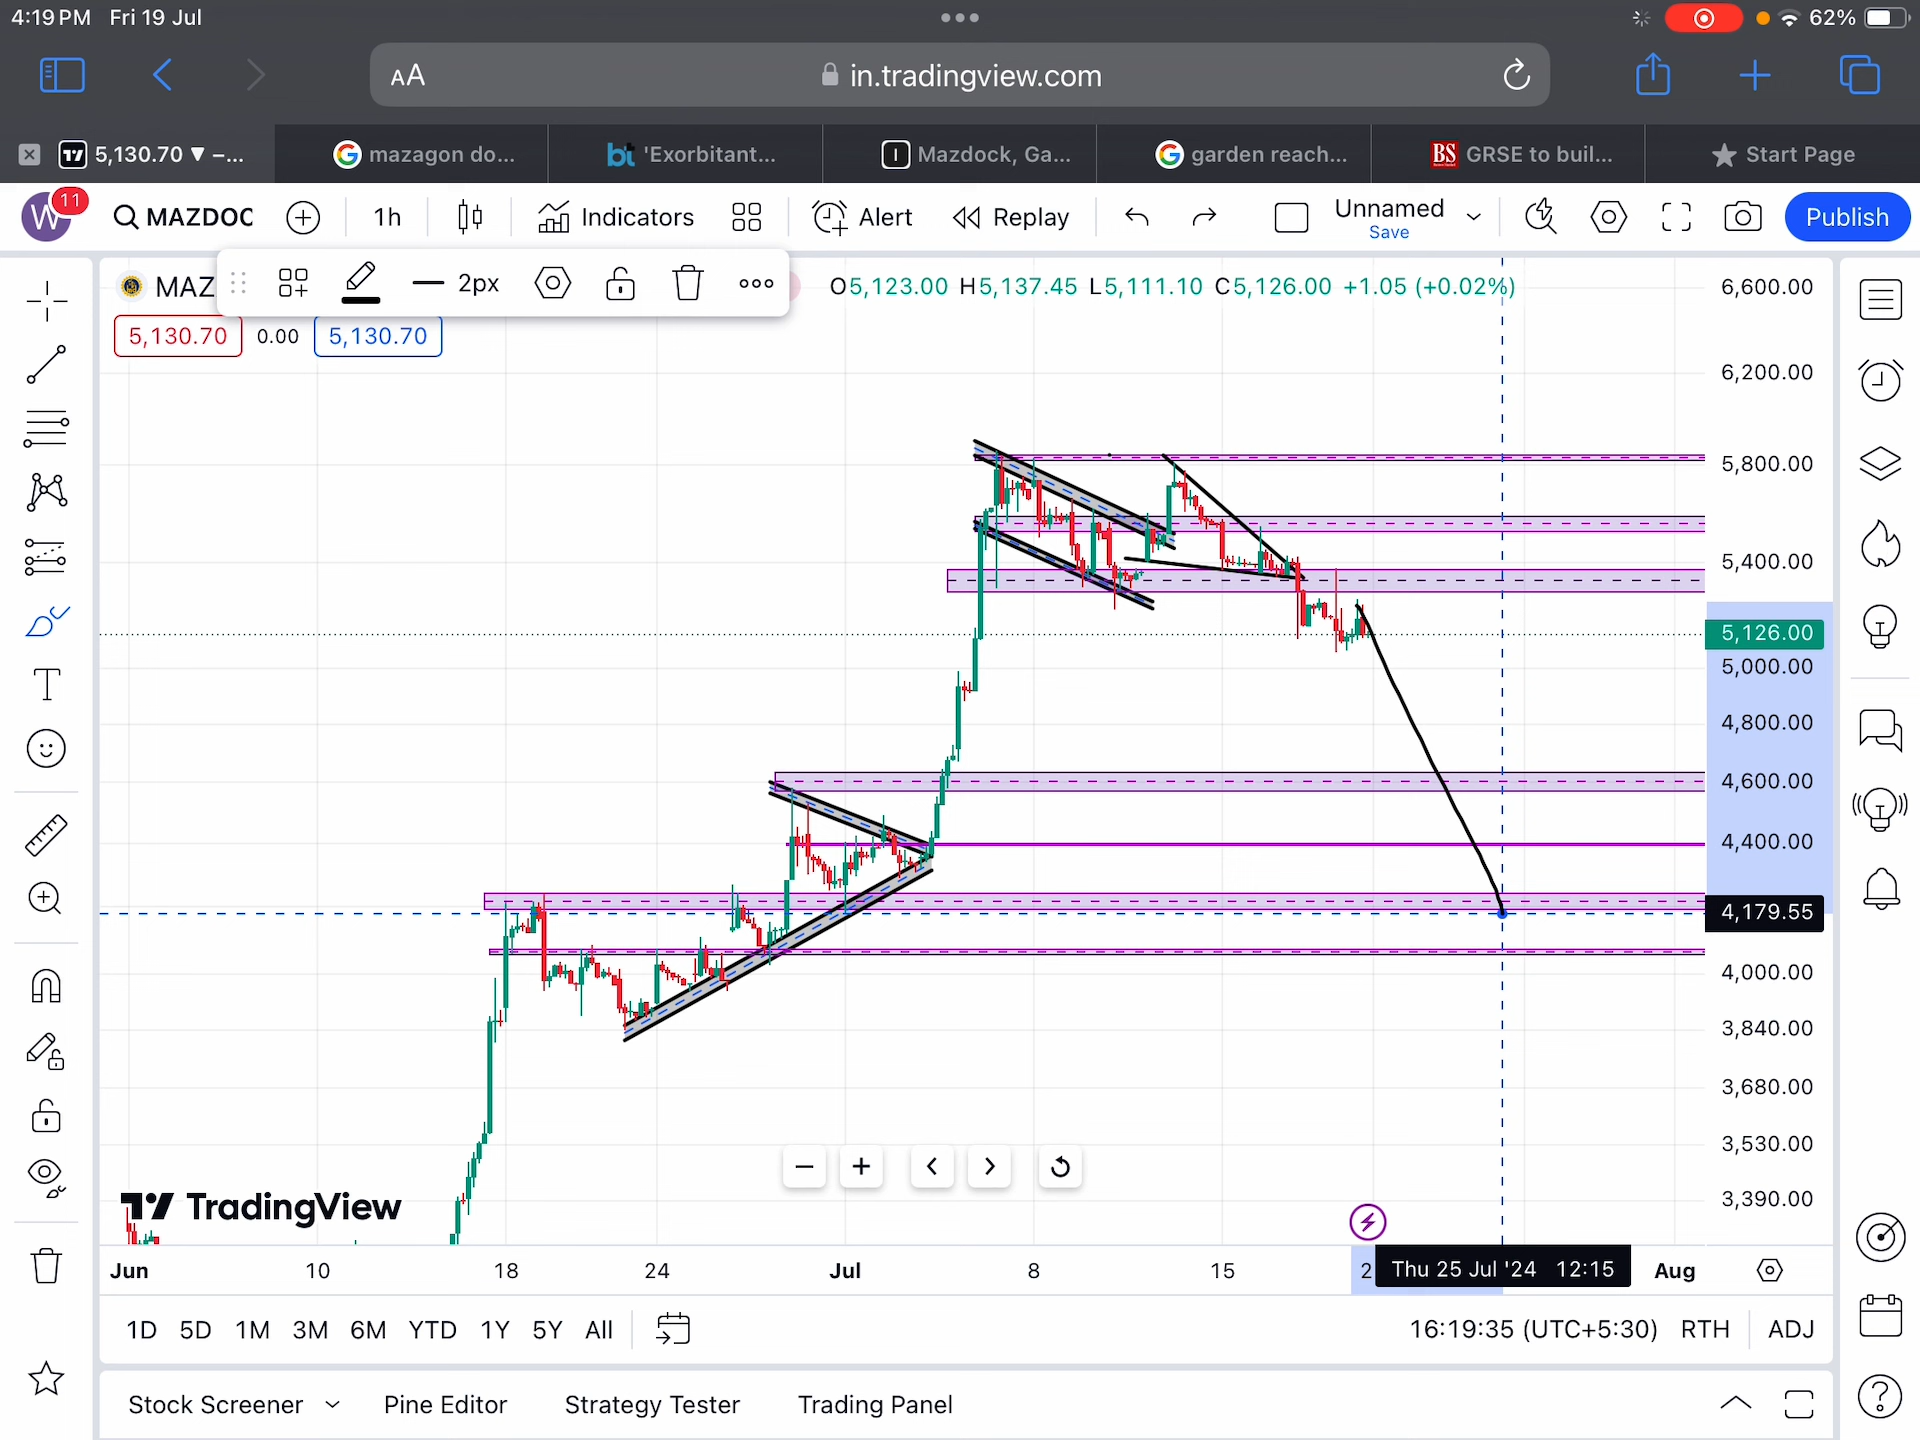 4:19 PM Fri 19 Jul
62%
AA in.tradingview.com
5,130.70 ▼ –...
mazagon do...
bt 'Exorbitant...
Mazdock, Ga...
garden reach...
BS GRSE to buil...
Start Page
W 11 MAZDOC 1h Indicators Alert Replay Unnamed Save Publish
MAZ 2px O5,123.00 H5,137.45 L5,111.10 C5,126.00 +1.05 (+0.02%)
5,130.70 0.00 5,130.70
6,600.00
6,200.00
5,800.00
5,400.00
5,126.00
5,000.00
4,800.00
4,600.00
4,400.00
4,179.55
4,000.00
3,840.00
3,680.00
3,530.00
3,390.00
TradingView
Jun 10 18 24 Jul 8 15 2 Thu 25 Jul '24 12:15 Aug
1D 5D 1M 3M 6M YTD 1Y 5Y All 16:19:35 (UTC+5:30) RTH ADJ
Stock Screener Pine Editor Strategy Tester Trading Panel